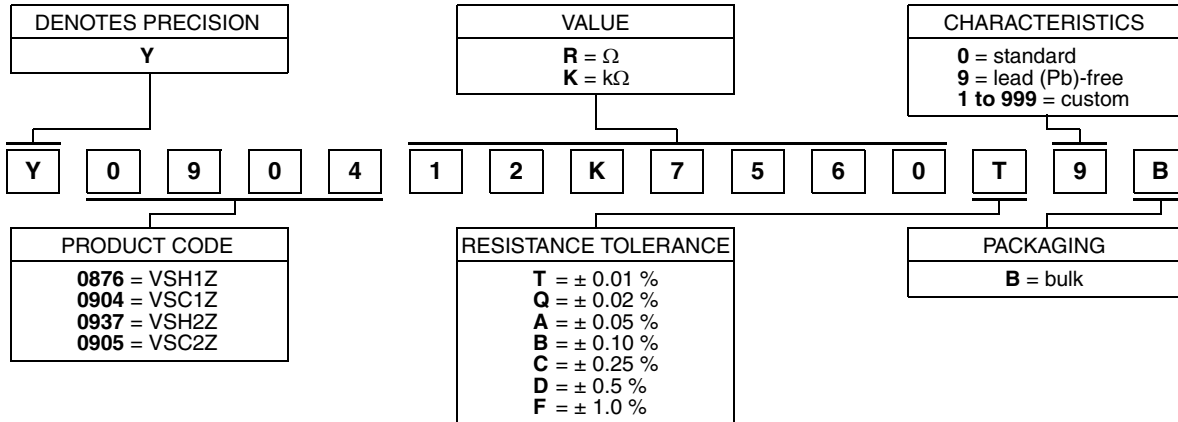 DENOTES PRECISION
Y
VALUE
R = Ω
K = kΩ
CHARACTERISTICS
0 = standard
9 = lead (Pb)-free
1 to 999 = custom
Y 0 9 0 4 1 2 K 7 5 6 0 T 9 B
PRODUCT CODE
0876 = VSH1Z
0904 = VSC1Z
0937 = VSH2Z
0905 = VSC2Z
RESISTANCE TOLERANCE
T = ± 0.01 %
Q = ± 0.02 %
A = ± 0.05 %
B = ± 0.10 %
C = ± 0.25 %
D = ± 0.5 %
F = ± 1.0 %
PACKAGING
B = bulk